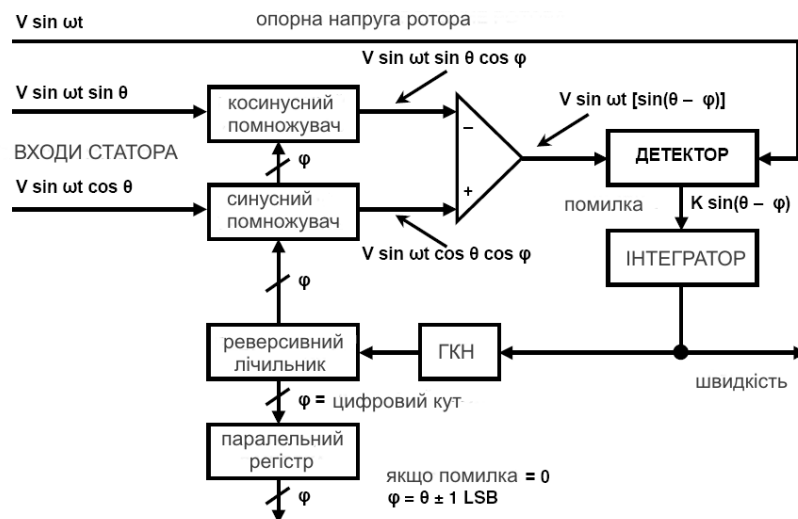 V sin ωt
опорна напруга ротора
V sin ωt sin θ cos φ
V sin ωt sin θ
косинусний
помножувач
V sin ωt [sin(θ – φ)]
–
ВХОДИ СТАТОРА
φ
ДЕТЕКТОР
V sin ωt cos θ
+
синусний
помножувач
помилка
K sin(θ – φ)
V sin ωt cos θ cos φ
ІНТЕГРАТОР
φ
реверсивний
лічильник
ГКН
швидкість
φ = цифровий кут
паралельний
регістр
якщо помилка = 0
φ = θ ± 1 LSB
φ